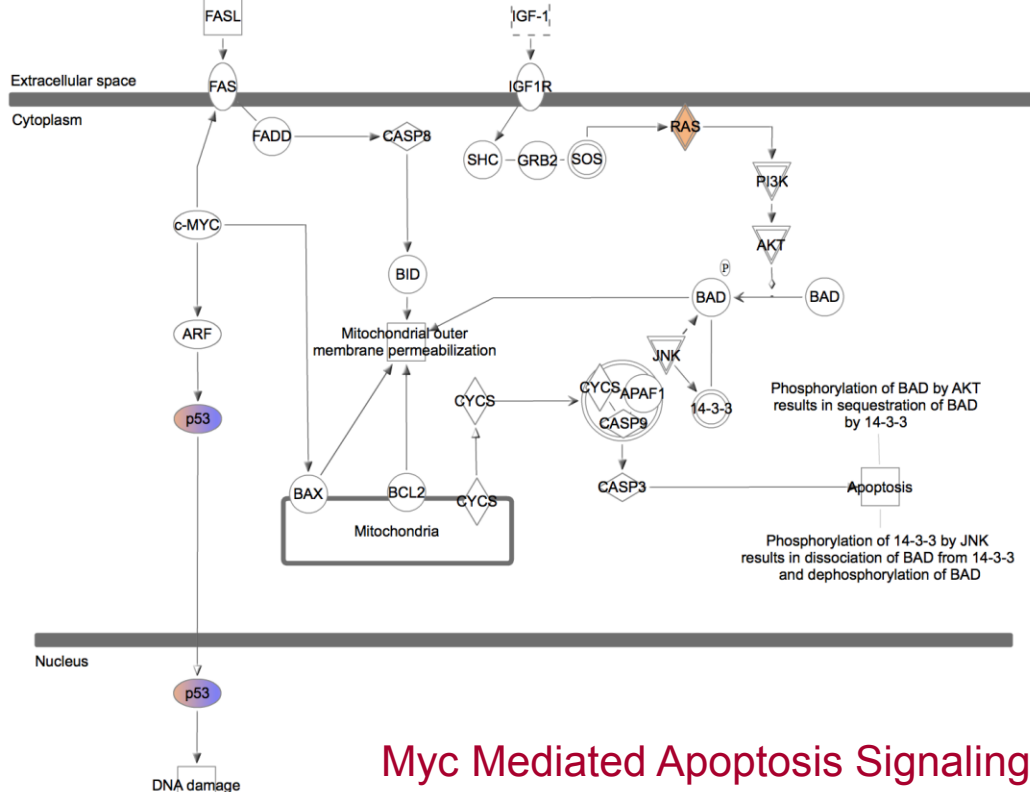 FASL
IGF-1
Extracellular space
FAS
IGF1R
Cytoplasm
FADD
CASP8
SHC
GRB2
SOS
RAS
PI3K
c-MYC
AKT
BID
P
BAD
BAD
ARF
Mitochondrial outer
membrane permeabilization
JNK
CYCS
CYCS
APAF1
CASP9
14-3-3
Phosphorylation of BAD by AKT
results in sequestration of BAD
by 14-3-3
p53
BAX
BCL2
CYCS
CASP3
Apoptosis
Mitochondria
Phosphorylation of 14-3-3 by JNK
results in dissociation of BAD from 14-3-3
and dephosphorylation of BAD
Nucleus
p53
DNA damage
Myc Mediated Apoptosis Signaling